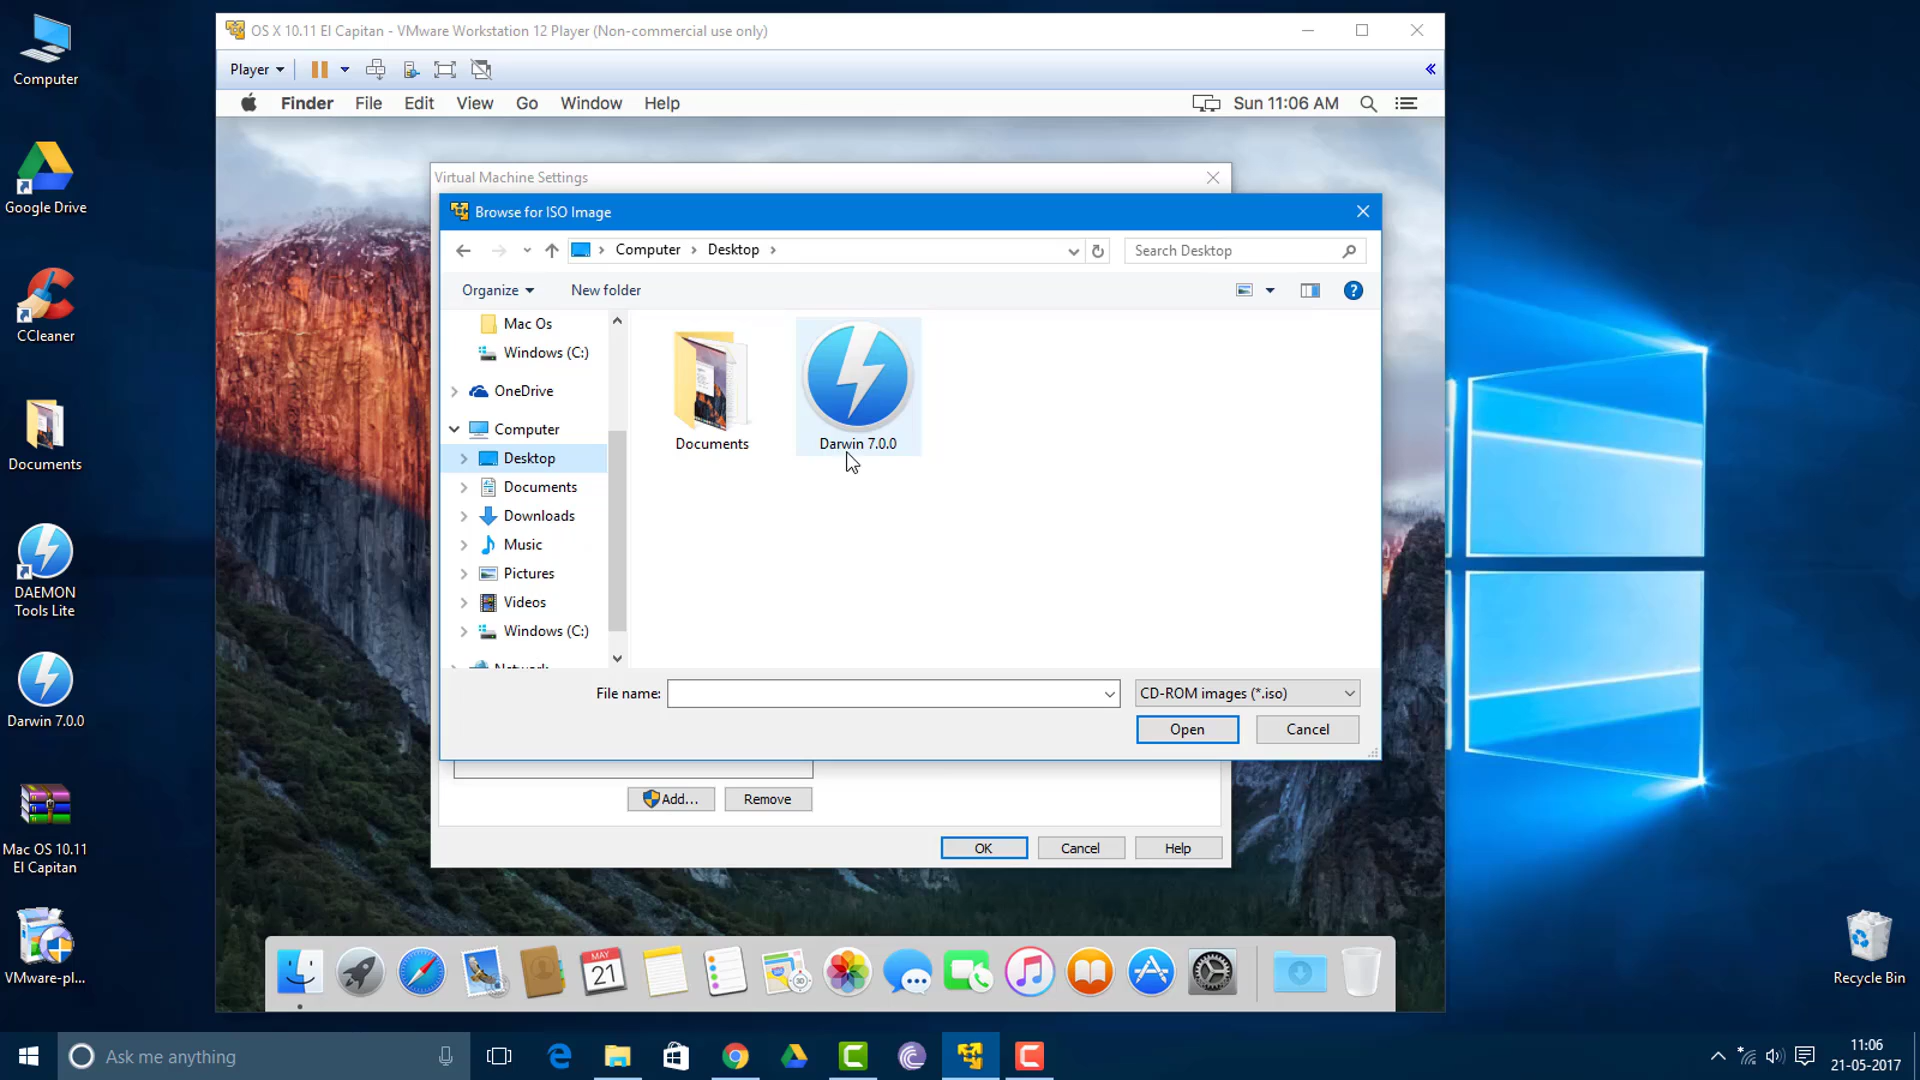 Computer
Google Drive
CCleaner
Documents
DAEMON
Tools Lite
Darwin 7.0.0
Mac OS 10.11
El Capitan
VMware-pl...
OS X 10.11 El Capitan - VMware Workstation 12 Player (Non-commercial use only)
Player
Finder File Edit View Go Window Help
Sun 11:06 AM
Virtual Machine Settings
Browse for ISO Image
Computer Desktop
Search Desktop
Organize New folder
Mac Os
Windows (C:)
OneDrive
Computer
Desktop
Documents
Downloads
Music
Pictures
Videos
Windows (C:)
Network
Documents
Darwin 7.0.0
File name:
CD-ROM images (*.iso)
Open Cancel
Add... Remove
OK Cancel Help
MAY
21
3D
Recycle Bin
Ask me anything
11:06
21-05-2017